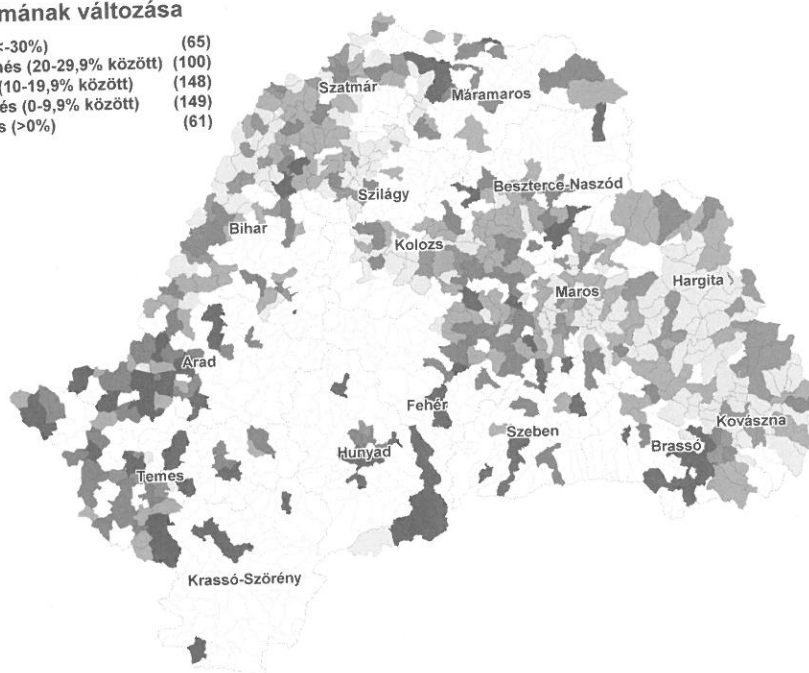 mának változása
<-30%) (65)
nés (20-29,9% között) (100)
(10-19,9% között) (148)
és (0-9,9% között) (149)
s (>0%) (61)
Szatmár
Máramaros
Szilágy
Beszterce-Naszód
Bihar
Kolozs
Maros
Hargita
Arad
Fehér
Hunyad
Szeben
Brassó
Kovászna
Temes
Krassó-Szörény